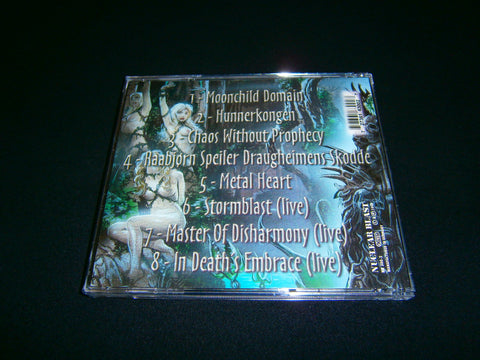 1 - Moonchild Domain
2 - Hunnerkongen
3 - Chaos Without Prophecy
4 - Raabjørn Speiler Draugheimens Skodde
5 - Metal Heart
6 - Stormblast (live)
7 - Master Of Disharmony (live)
8 - In Death's Embrace (live)
NUCLEAR BLAST